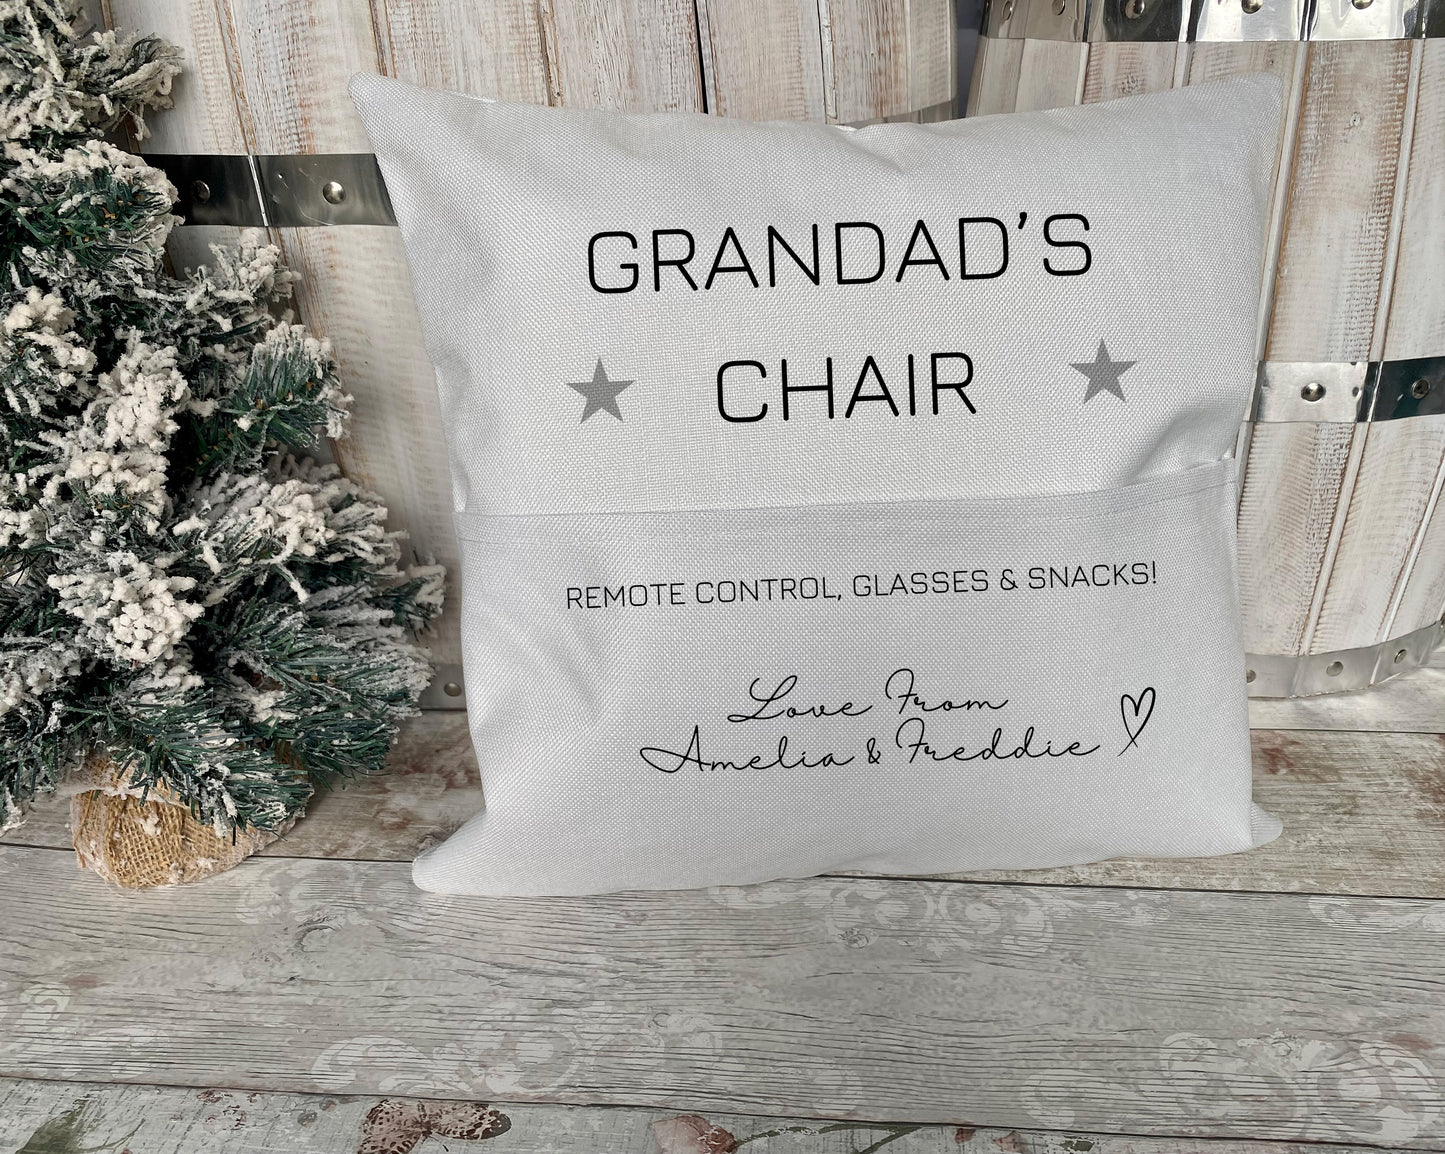 GRANDAD'S
CHAIR
REMOTE CONTROL, GLASSES & SNACKS!
Love From
Amelia & Freddie